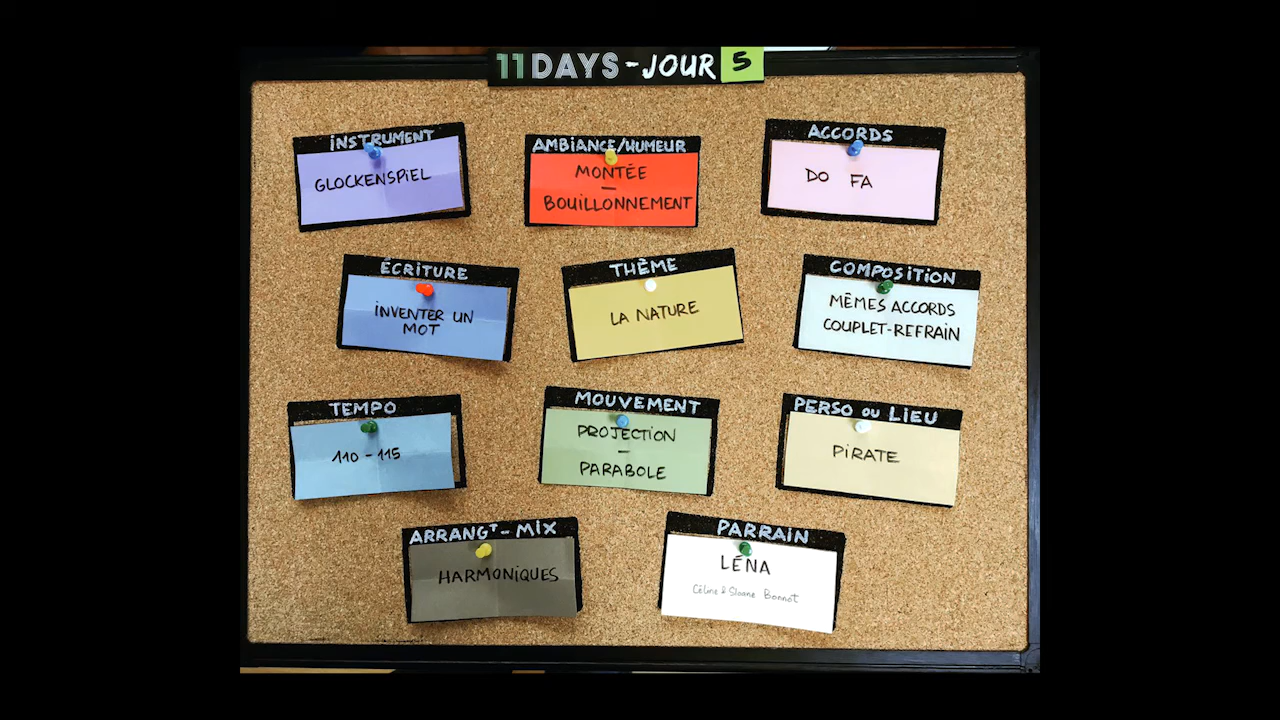 11 DAYS - JOUR 5
INSTRUMENT
GLOCKENSPIEL
AMBIANCE/HUMEUR
MONTÉE
—
BOUILLONNEMENT
ACCORDS
DO FA
ÉCRITURE
INVENTER UN
MOT
THÈME
LA NATURE
COMPOSITION
MÊMES ACCORDS
COUPLET-REFRAIN
TEMPO
110 - 115
MOUVEMENT
PROJECTION
—
PARABOLE
PERSO OU LIEU
PIRATE
ARRANGT - MIX
HARMONIQUES
PARRAIN
LÉNA
Céline & Sloane Bonnot